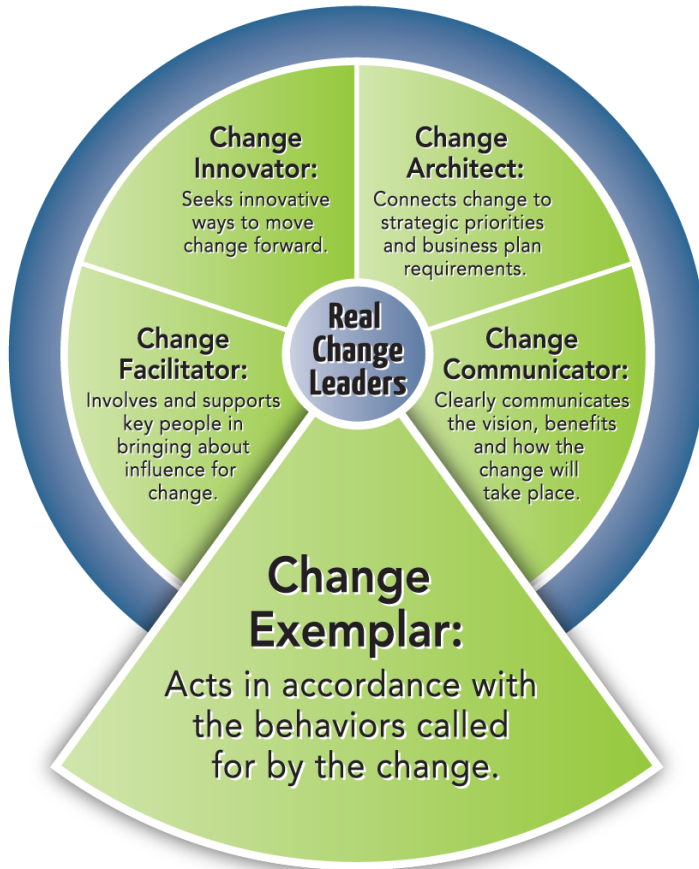 Change
Innovator:
Seeks innovative
ways to move
change forward.
Change
Architect:
Connects change to
strategic priorities
and business plan
requirements.
Real
Change
Leaders
Change
Facilitator:
Involves and supports
key people in
bringing about
influence for
change.
Change
Communicator:
Clearly communicates
the vision, benefits
and how the
change will
take place.
Change
Exemplar:
Acts in accordance with
the behaviors called
for by the change.